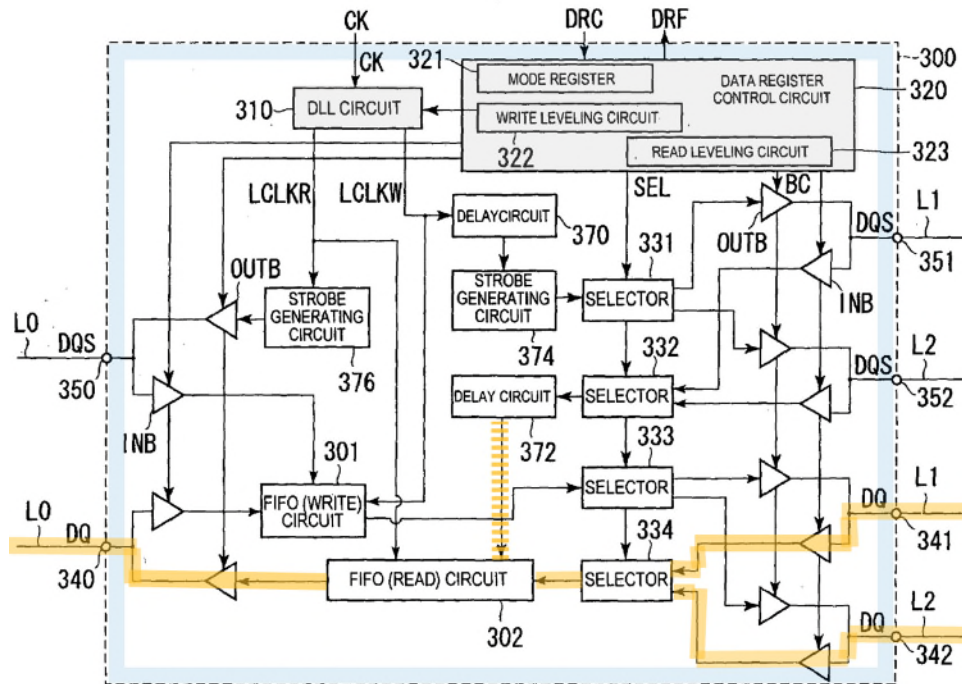 CK
DRC
DRF
CK
321
MODE REGISTER
DATA REGISTER
CONTROL CIRCUIT
300
320
310
DLL CIRCUIT
WRITE LEVELING CIRCUIT
322
READ LEVELING CIRCUIT
323
LCLKR
LCLKW
SEL
BC
DELAYCIRCUIT
370
OUTB
DQS
L1
351
331
OUTB
STROBE
GENERATING
CIRCUIT
376
STROBE
GENERATING
CIRCUIT
374
SELECTOR
INB
L0
DQS
350
332
DQS
L2
352
INB
DELAY CIRCUIT
372
SELECTOR
333
301
FIFO (WRITE)
CIRCUIT
SELECTOR
DQ
L1
341
334
L0
DQ
340
FIFO (READ) CIRCUIT
302
SELECTOR
DQ
L2
342